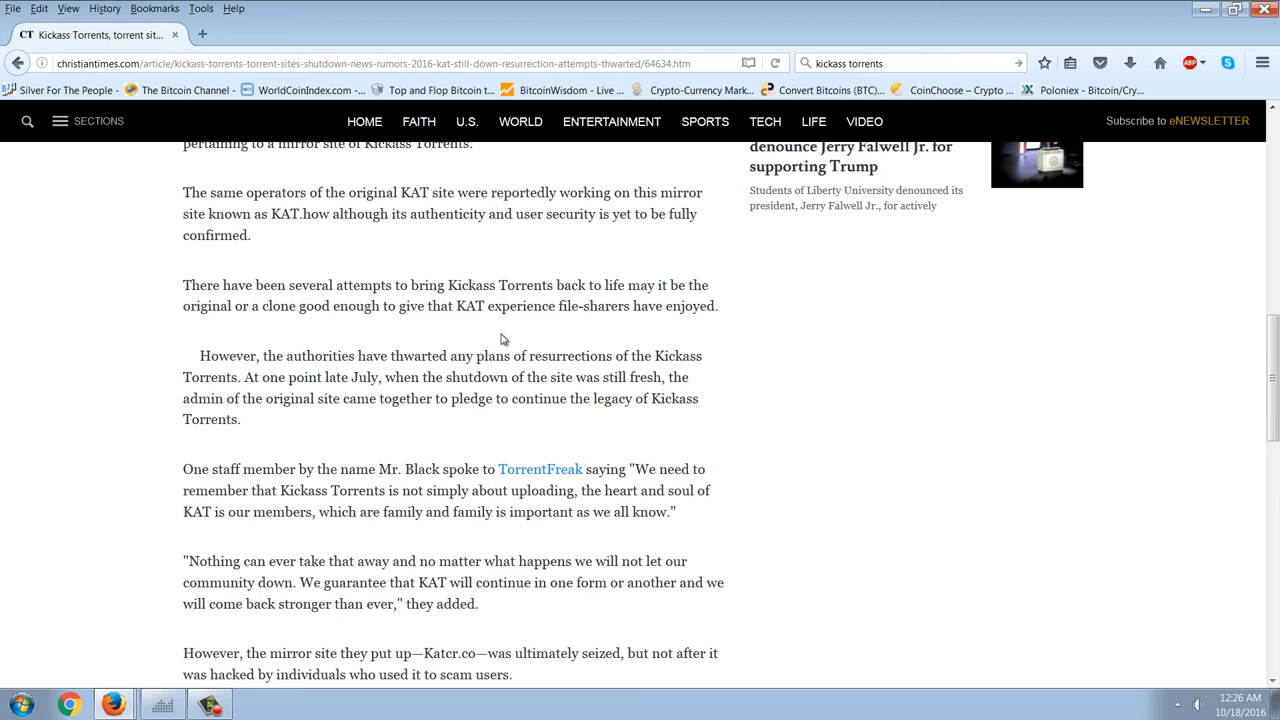 File Edit View History Bookmarks Tools Help
CT Kickass Torrents, torrent sit...
christiantimes.com/article/kickass-torrents-torrent-sites-shutdown-news-rumors-2016-kat-still-down-resurrection-attempts-thwarted/64634.htm
kickass torrents
ABP
Silver For The People - The Bitcoin Channel - WorldCoinIndex.com -... Top and Flop Bitcoin t... BitcoinWisdom - Live ... Crypto-Currency Mark... Convert Bitcoins (BTC)... CoinChoose – Crypto ... Poloniex - Bitcoin/Cry...
SECTIONS HOME FAITH U.S. WORLD ENTERTAINMENT SPORTS TECH LIFE VIDEO Subscribe to eNEWSLETTER
pertaining to a mirror site of Kickass Torrents.
The same operators of the original KAT site were reportedly working on this mirror
site known as KAT.how although its authenticity and user security is yet to be fully
confirmed.
There have been several attempts to bring Kickass Torrents back to life may it be the
original or a clone good enough to give that KAT experience file-sharers have enjoyed.
However, the authorities have thwarted any plans of resurrections of the Kickass
Torrents. At one point late July, when the shutdown of the site was still fresh, the
admin of the original site came together to pledge to continue the legacy of Kickass
Torrents.
One staff member by the name Mr. Black spoke to TorrentFreak saying "We need to
remember that Kickass Torrents is not simply about uploading, the heart and soul of
KAT is our members, which are family and family is important as we all know."
"Nothing can ever take that away and no matter what happens we will not let our
community down. We guarantee that KAT will continue in one form or another and we
will come back stronger than ever," they added.
However, the mirror site they put up—Katcr.co—was ultimately seized, but not after it
was hacked by individuals who used it to scam users.
denounce Jerry Falwell Jr. for
supporting Trump
Students of Liberty University denounced its
president, Jerry Falwell Jr., for actively
12:26 AM
10/18/2016